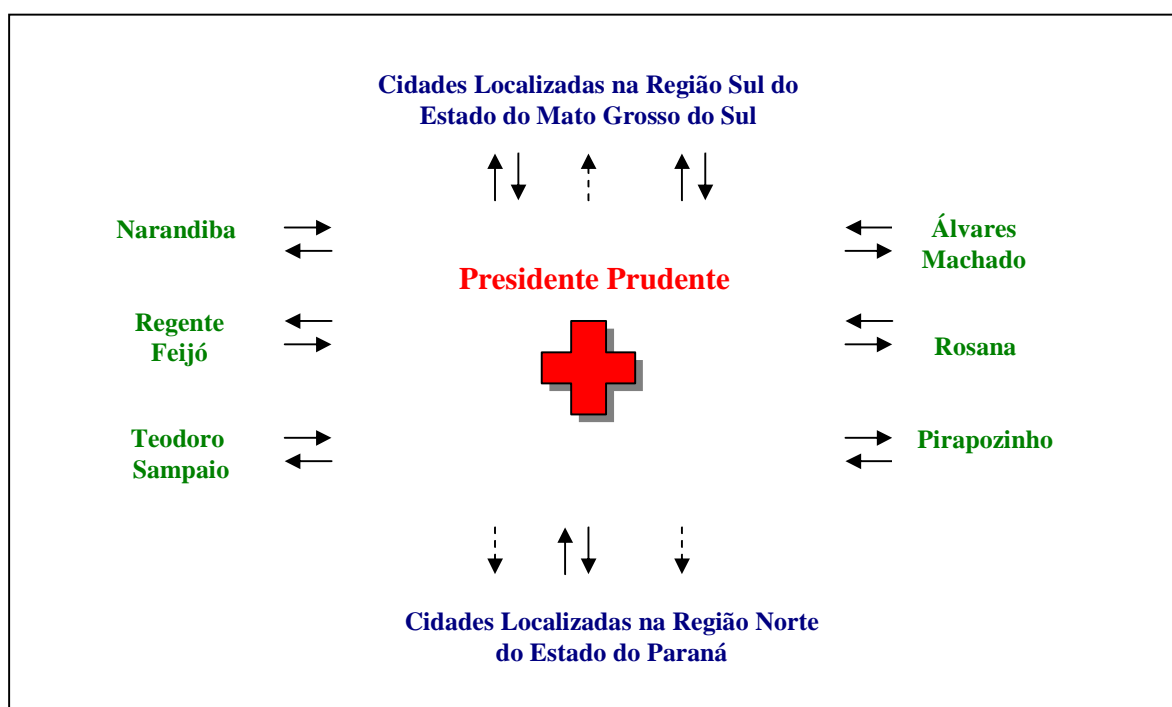 Cidades Localizadas na Região Sul do
Estado do Mato Grosso do Sul
Narandiba
Álvares
Machado
Presidente Prudente
Regente
Feijó
Rosana
Teodoro
Sampaio
Pirapozinho
Cidades Localizadas na Região Norte
do Estado do Paraná